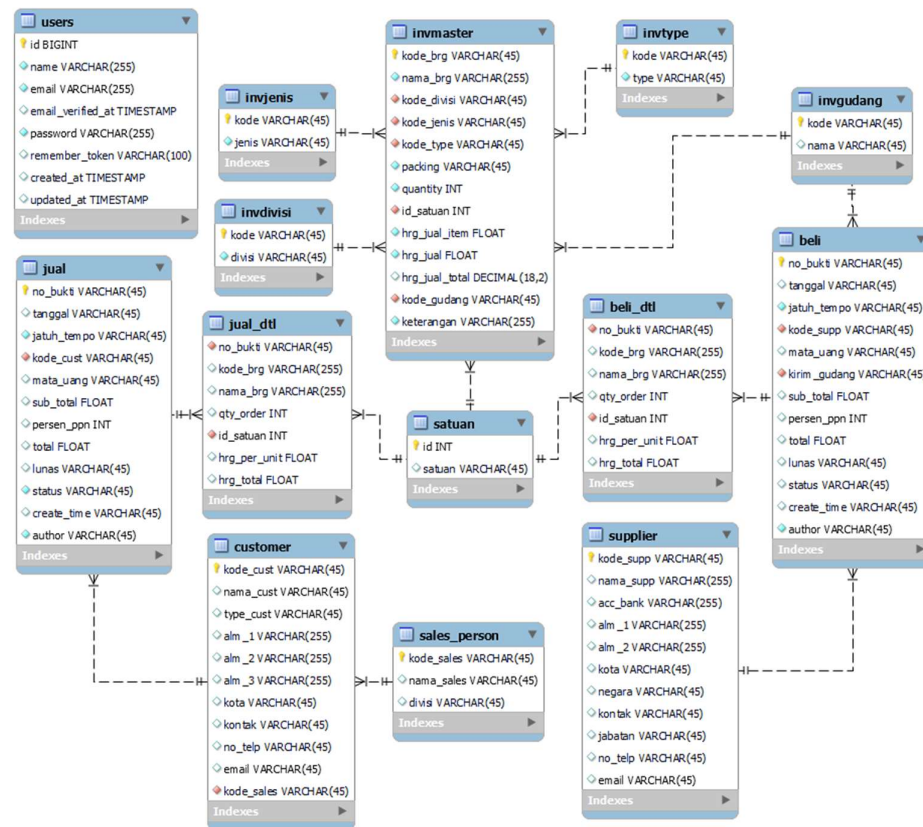 users
id BIGINT
name VARCHAR(255)
email VARCHAR(255)
email_verified_at TIMESTAMP
password VARCHAR(255)
remember_token VARCHAR(100)
created_at TIMESTAMP
updated_at TIMESTAMP
Indexes
invjenis
kode VARCHAR(45)
jenis VARCHAR(45)
Indexes
invdivisi
kode VARCHAR(45)
divisi VARCHAR(45)
Indexes
invmaster
kode_brg VARCHAR(45)
nama_brg VARCHAR(255)
kode_divisi VARCHAR(45)
kode_jenis VARCHAR(45)
kode_type VARCHAR(45)
packing VARCHAR(45)
quantity INT
id_satuan INT
hrg_jual_item FLOAT
hrg_jual FLOAT
hrg_jual_total DECIMAL(18,2)
kode_gudang VARCHAR(45)
keterangan VARCHAR(255)
Indexes
invtype
kode VARCHAR(45)
type VARCHAR(45)
Indexes
invgudang
kode VARCHAR(45)
nama VARCHAR(45)
Indexes
jual
no_bukti VARCHAR(45)
tanggal VARCHAR(45)
jatuh_tempo VARCHAR(45)
kode_cust VARCHAR(45)
mata_uang VARCHAR(45)
sub_total FLOAT
persen_ppn INT
total FLOAT
lunas VARCHAR(45)
status VARCHAR(45)
create_time VARCHAR(45)
author VARCHAR(45)
Indexes
jual_dtl
no_bukti VARCHAR(45)
kode_brg VARCHAR(255)
nama_brg VARCHAR(255)
qty_order INT
id_satuan INT
hrg_per_unit FLOAT
hrg_total FLOAT
Indexes
satuan
id INT
satuan VARCHAR(45)
Indexes
beli_dtl
no_bukti VARCHAR(45)
kode_brg VARCHAR(255)
nama_brg VARCHAR(255)
qty_order INT
id_satuan INT
hrg_per_unit FLOAT
hrg_total FLOAT
Indexes
beli
no_bukti VARCHAR(45)
tanggal VARCHAR(45)
jatuh_tempo VARCHAR(45)
kode_supp VARCHAR(45)
mata_uang VARCHAR(45)
kirim_gudang VARCHAR(45)
sub_total FLOAT
persen_ppn INT
total FLOAT
lunas VARCHAR(45)
status VARCHAR(45)
create_time VARCHAR(45)
author VARCHAR(45)
Indexes
customer
kode_cust VARCHAR(45)
nama_cust VARCHAR(45)
type_cust VARCHAR(45)
alm_1 VARCHAR(255)
alm_2 VARCHAR(255)
alm_3 VARCHAR(255)
kota VARCHAR(45)
kontak VARCHAR(45)
no_telp VARCHAR(45)
email VARCHAR(45)
kode_sales VARCHAR(45)
Indexes
sales_person
kode_sales VARCHAR(45)
nama_sales VARCHAR(45)
divisi VARCHAR(45)
Indexes
supplier
kode_supp VARCHAR(45)
nama_supp VARCHAR(255)
acc_bank VARCHAR(255)
alm_1 VARCHAR(255)
alm_2 VARCHAR(255)
kota VARCHAR(45)
negara VARCHAR(45)
kontak VARCHAR(45)
jabatan VARCHAR(45)
no_telp VARCHAR(45)
email VARCHAR(45)
Indexes